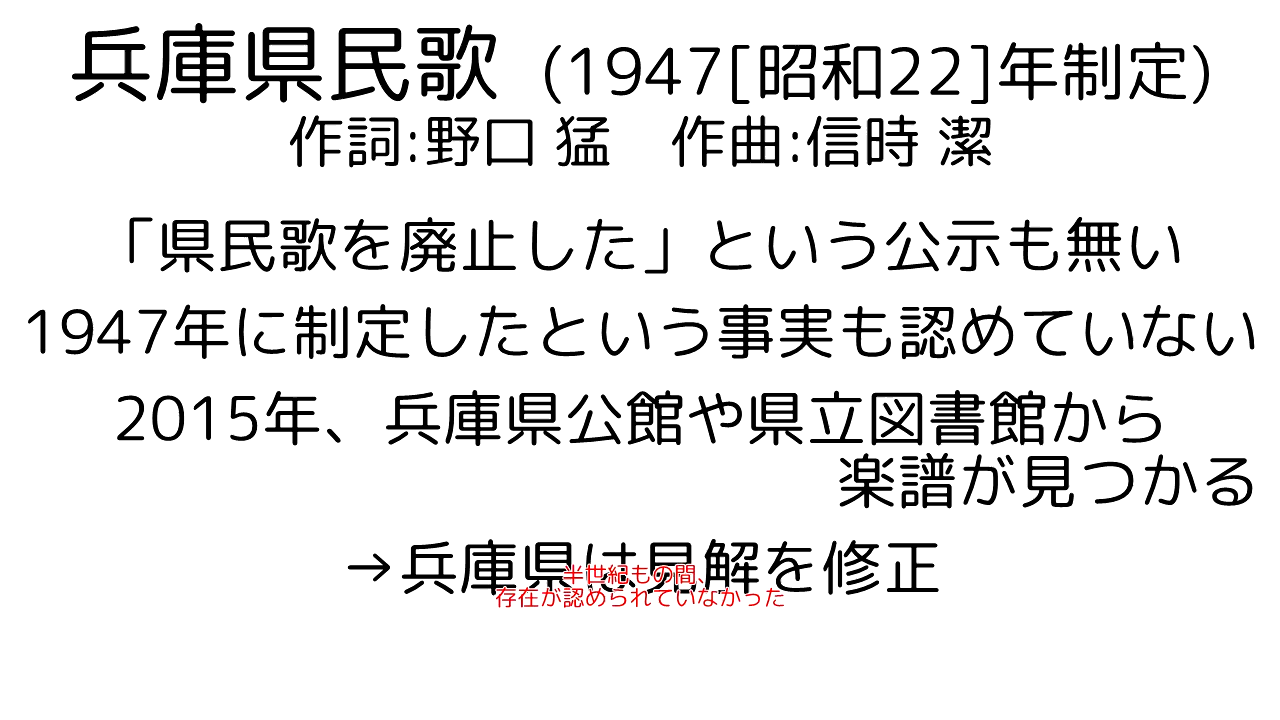 兵庫県民歌 (1947[昭和22]年制定)
作詞:野口 猛　作曲:信時 潔
「県民歌を廃止した」という公示も無い
1947年に制定したという事実も認めていない
2015年、兵庫県公館や県立図書館から
楽譜が見つかる
→兵庫県は見解を修正
半世紀もの間、
存在が認められていなかった